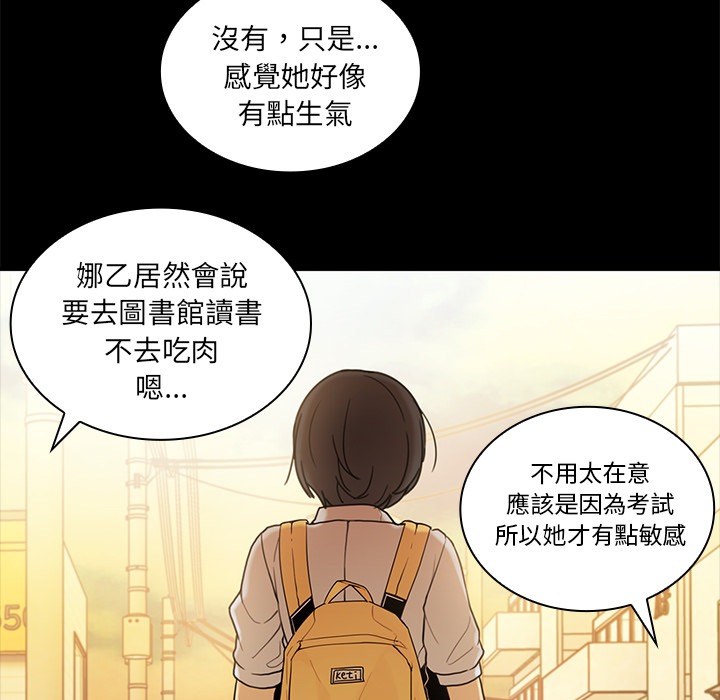 沒有，只是...
感覺她好像
有點生氣
娜乙居然會說
要去圖書館讀書
不去吃肉
嗯...
不用太在意
應該是因為考試
所以她才有點敏感
50
keti